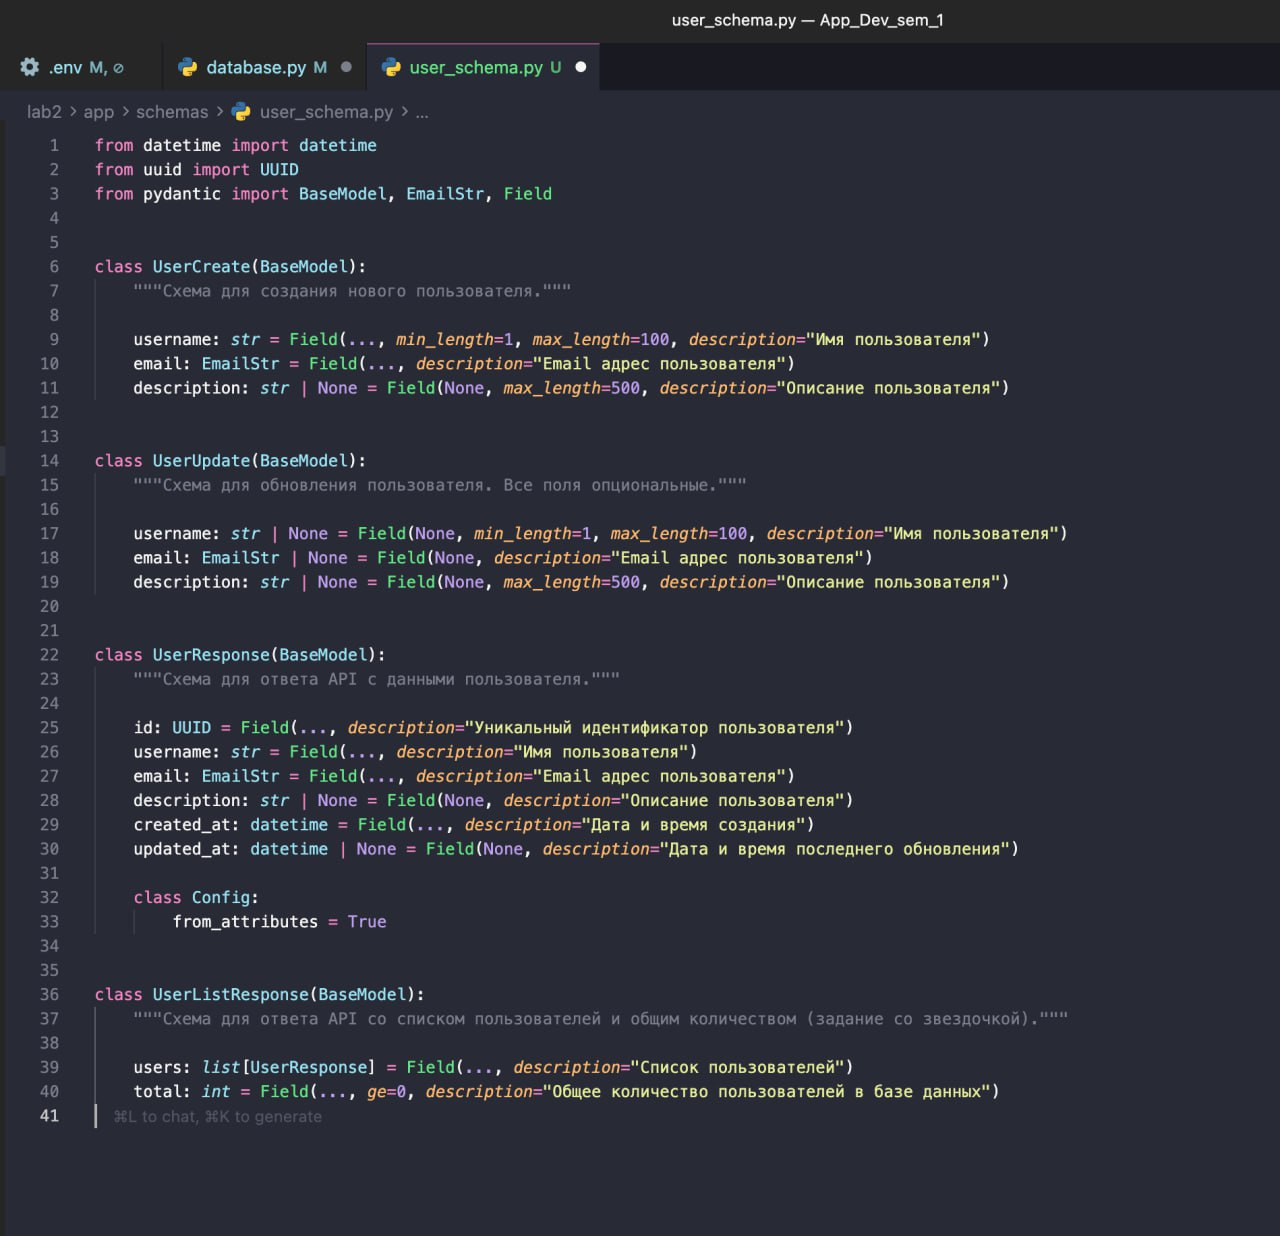 user_schema.py — App_Dev_sem_1
.env M, ⊘ database.py M ● user_schema.py U ●
lab2 > app > schemas > user_schema.py > ...
1 from datetime import datetime
2 from uuid import UUID
3 from pydantic import BaseModel, EmailStr, Field
4
5
6 class UserCreate(BaseModel):
7     """Схема для создания нового пользователя."""
8
9     username: str = Field(..., min_length=1, max_length=100, description="Имя пользователя")
10     email: EmailStr = Field(..., description="Email адрес пользователя")
11     description: str | None = Field(None, max_length=500, description="Описание пользователя")
12
13
14 class UserUpdate(BaseModel):
15     """Схема для обновления пользователя. Все поля опциональные."""
16
17     username: str | None = Field(None, min_length=1, max_length=100, description="Имя пользователя")
18     email: EmailStr | None = Field(None, description="Email адрес пользователя")
19     description: str | None = Field(None, max_length=500, description="Описание пользователя")
20
21
22 class UserResponse(BaseModel):
23     """Схема для ответа API с данными пользователя."""
24
25     id: UUID = Field(..., description="Уникальный идентификатор пользователя")
26     username: str = Field(..., description="Имя пользователя")
27     email: EmailStr = Field(..., description="Email адрес пользователя")
28     description: str | None = Field(None, description="Описание пользователя")
29     created_at: datetime = Field(..., description="Дата и время создания")
30     updated_at: datetime | None = Field(None, description="Дата и время последнего обновления")
31
32     class Config:
33         from_attributes = True
34
35
36 class UserListResponse(BaseModel):
37     """Схема для ответа API со списком пользователей и общим количеством (задание со звездочкой)."""
38
39     users: list[UserResponse] = Field(..., description="Список пользователей")
40     total: int = Field(..., ge=0, description="Общее количество пользователей в базе данных")
41 ⌘L to chat, ⌘K to generate